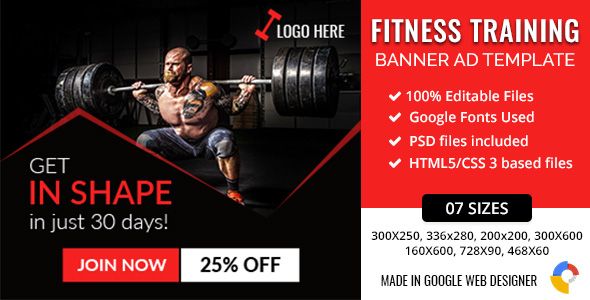 LOGO HERE
GET
IN SHAPE
in just 30 days!
JOIN NOW
25% OFF
FITNESS TRAINING
BANNER AD TEMPLATE
100% Editable Files
Google Fonts Used
PSD files included
HTML5/CSS 3 based files
07 SIZES
300X250, 336x280, 200x200, 300X600
160X600, 728X90, 468X60
MADE IN GOOGLE WEB DESIGNER